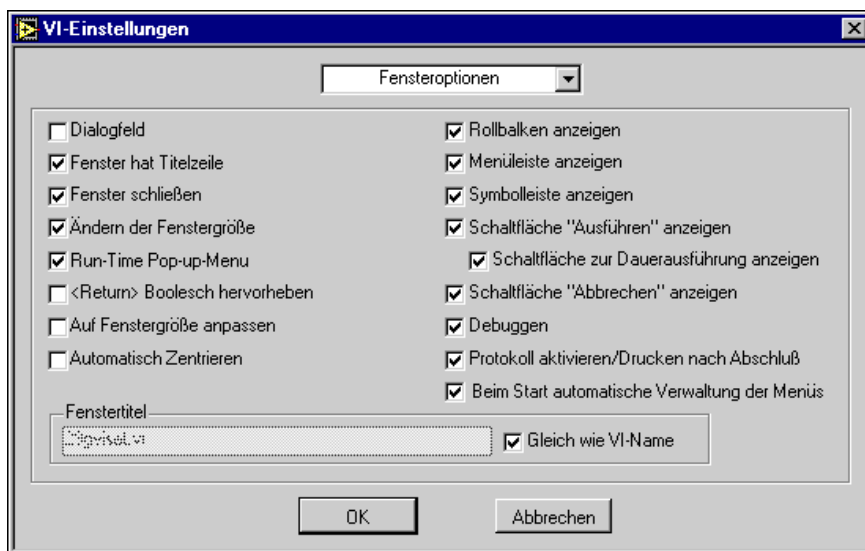 VI-Einstellungen
Fensteroptionen
Dialogfeld
Fenster hat Titelzeile
Fenster schließen
Ändern der Fenstergröße
Run-Time Pop-up-Menu
<Return> Boolesch hervorheben
Auf Fenstergröße anpassen
Automatisch Zentrieren
Rollbalken anzeigen
Menüleiste anzeigen
Symbolleiste anzeigen
Schaltfläche "Ausführen" anzeigen
Schaltfläche zur Dauerausführung anzeigen
Schaltfläche "Abbrechen" anzeigen
Debuggen
Protokoll aktivieren/Drucken nach Abschluß
Beim Start automatische Verwaltung der Menüs
Fenstertitel
Gleich wie VI-Name
OK
Abbrechen